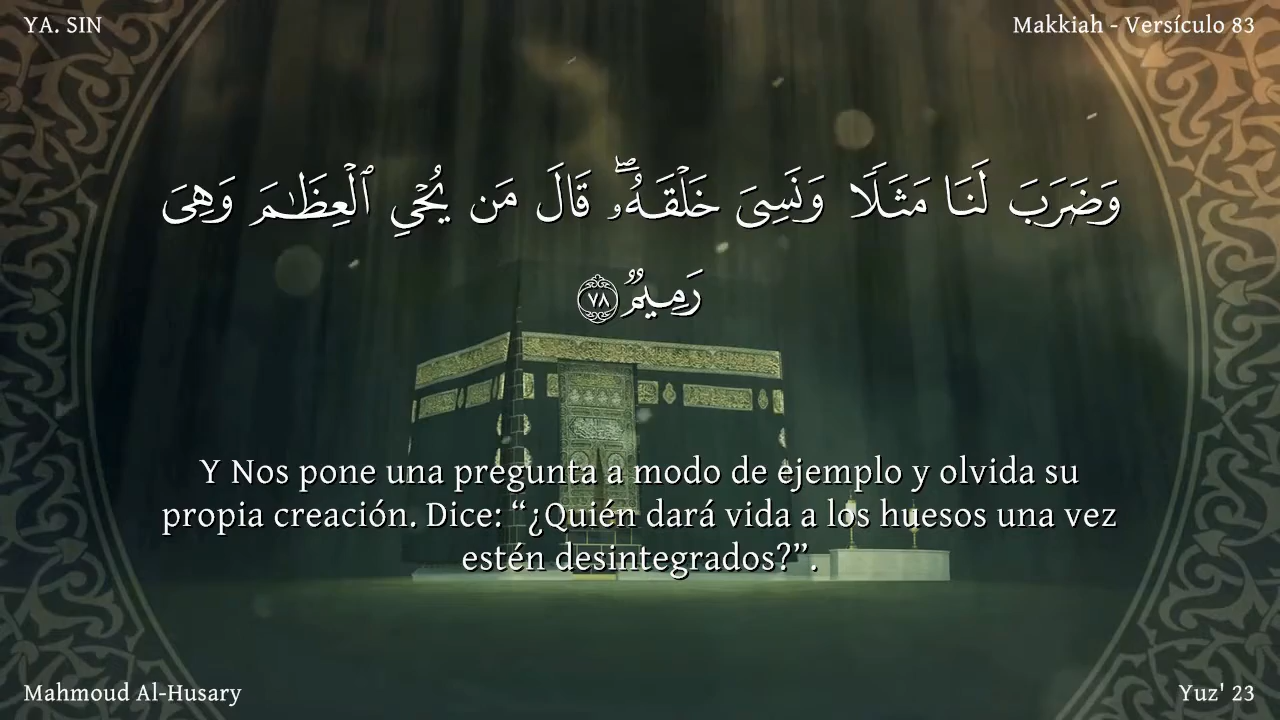 YA. SIN
Makkiah - Versículo 83
وَضَرَبَ لَنَا مَثَلًا وَنَسِىَ خَلْقَهُۥ ۖ قَالَ مَن يُحْىِ ٱلْعِظَـٰمَ وَهِىَ
رَمِيمٌ ٧٨
Y Nos pone una pregunta a modo de ejemplo y olvida su
propia creación. Dice: “¿Quién dará vida a los huesos una vez
estén desintegrados?”.
Mahmoud Al-Husary
Yuz' 23